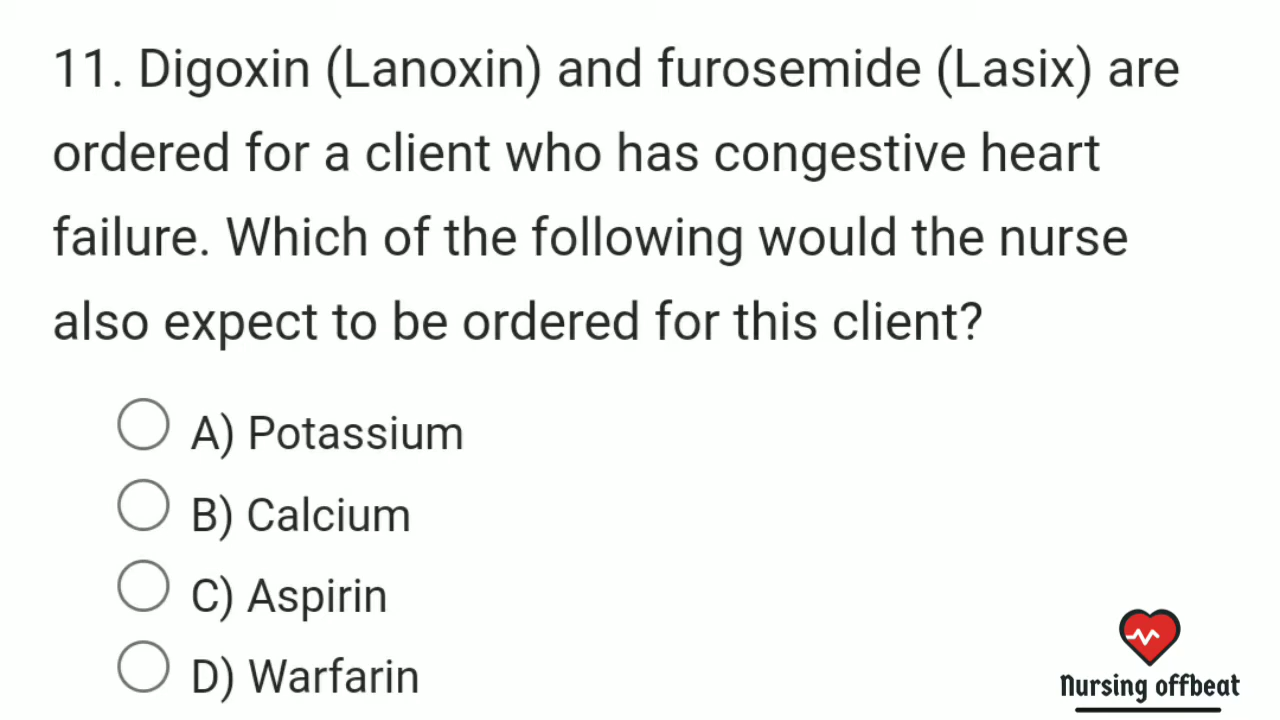 11. Digoxin (Lanoxin) and furosemide (Lasix) are
ordered for a client who has congestive heart
failure. Which of the following would the nurse
also expect to be ordered for this client?
A) Potassium
B) Calcium
C) Aspirin
D) Warfarin
Nursing offbeat